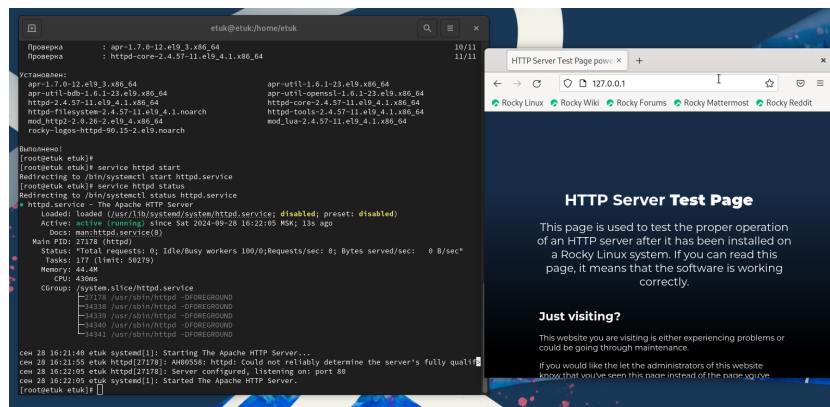 etuk@etuk:/home/etuk
Проверка : apr-1.7.0-12.el9_3.x86_64 10/11
Проверка : httpd-core-2.4.57-11.el9_4.1.x86_64 11/11
Установлен:
apr-1.7.0-12.el9_3.x86_64 apr-util-1.6.1-23.el9.x86_64
apr-util-bdb-1.6.1-23.el9.x86_64 apr-util-openssl-1.6.1-23.el9.x86_64
httpd-2.4.57-11.el9_4.1.x86_64 httpd-core-2.4.57-11.el9_4.1.x86_64
httpd-filesystem-2.4.57-11.el9_4.1.noarch httpd-tools-2.4.57-11.el9_4.1.x86_64
mod_http2-2.0.26-2.el9_4.x86_64 mod_lua-2.4.57-11.el9_4.1.x86_64
rocky-logos-httpd-90.15-2.el9.noarch
Выполнено!
[root@etuk etuk]#
[root@etuk etuk]# service httpd start
Redirecting to /bin/systemctl start httpd.service
[root@etuk etuk]# service httpd status
Redirecting to /bin/systemctl status httpd.service
● httpd.service - The Apache HTTP Server
Loaded: loaded (/usr/lib/systemd/system/httpd.service; disabled; preset: disabled)
Active: active (running) since Sat 2024-09-28 16:22:05 MSK; 13s ago
Docs: man:httpd.service(8)
Main PID: 27178 (httpd)
Status: "Total requests: 0; Idle/Busy workers 100/0;Requests/sec: 0; Bytes served/sec: 0 B/sec"
Tasks: 177 (limit: 50279)
Memory: 44.4M
CPU: 430ms
CGroup: /system.slice/httpd.service
├─27178 /usr/sbin/httpd -DFOREGROUND
├─34338 /usr/sbin/httpd -DFOREGROUND
├─34339 /usr/sbin/httpd -DFOREGROUND
├─34340 /usr/sbin/httpd -DFOREGROUND
└─34341 /usr/sbin/httpd -DFOREGROUND
сен 28 16:21:40 etuk systemd[1]: Starting The Apache HTTP Server...
сен 28 16:21:55 etuk httpd[27178]: AH00558: httpd: Could not reliably determine the server's fully qualif>
сен 28 16:22:05 etuk httpd[27178]: Server configured, listening on: port 80
сен 28 16:22:05 etuk systemd[1]: Started The Apache HTTP Server.
[root@etuk etuk]#
HTTP Server Test Page powe
127.0.0.1
Rocky Linux Rocky Wiki Rocky Forums Rocky Mattermost Rocky Reddit
HTTP Server Test Page
This page is used to test the proper operation
of an HTTP server after it has been installed on
a Rocky Linux system. If you can read this
page, it means that the software is working
correctly.
Just visiting?
This website you are visiting is either experiencing problems or
could be going through maintenance.
If you would like the let the administrators of this website
know that you've seen this page instead of the page you've